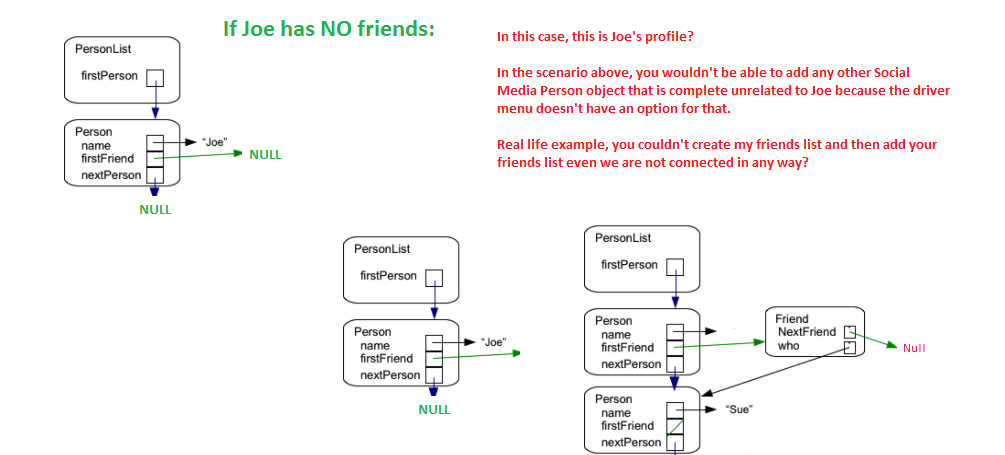 If Joe has NO friends:
In this case, this is Joe's profile?
In the scenario above, you wouldn't be able to add any other Social
Media Person object that is complete unrelated to Joe because the driver
menu doesn't have an option for that.
Real life example, you couldn't create my friends list and then add your
friends list even we are not connected in any way?
PersonList
firstPerson
Person
name
"Joe"
firstFriend
NULL
nextPerson
NULL
PersonList
firstPerson
Person
name
"Joe"
firstFriend
nextPerson
NULL
PersonList
firstPerson
Person
name
firstFriend
nextPerson
Friend
NextFriend
who
Null
Person
name
"Sue"
firstFriend
nextPerson